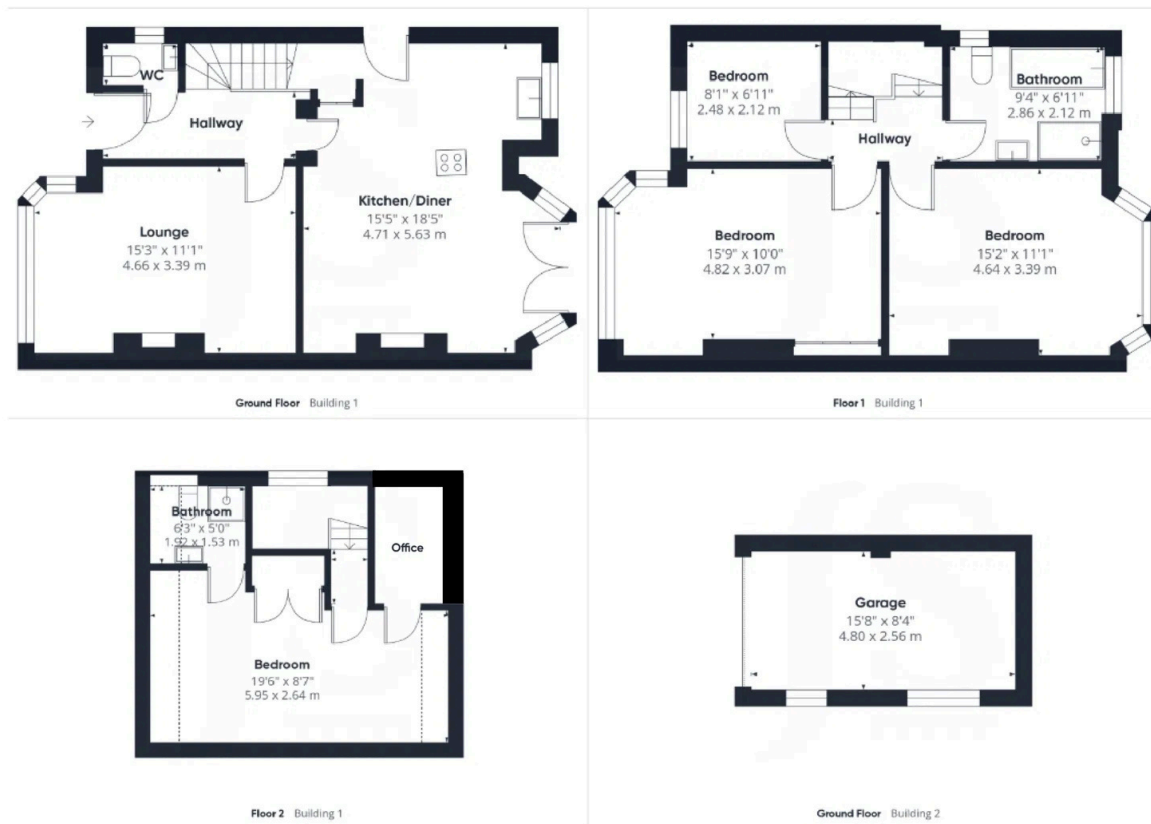 WC
Hallway
Lounge
15'3" x 11'1"
4.66 x 3.39 m
Kitchen/Diner
15'5" x 18'5"
4.71 x 5.63 m
Ground Floor Building 1
Bedroom
8'1" x 6'11"
2.48 x 2.12 m
Bathroom
9'4" x 6'11"
2.86 x 2.12 m
Hallway
Bedroom
15'9" x 10'0"
4.82 x 3.07 m
Bedroom
15'2" x 11'1"
4.64 x 3.39 m
Floor 1 Building 1
Bathroom
6'3" x 5'0"
1.92 x 1.53 m
Office
Bedroom
19'6" x 8'7"
5.95 x 2.64 m
Floor 2 Building 1
Garage
15'8" x 8'4"
4.80 x 2.56 m
Ground Floor Building 2